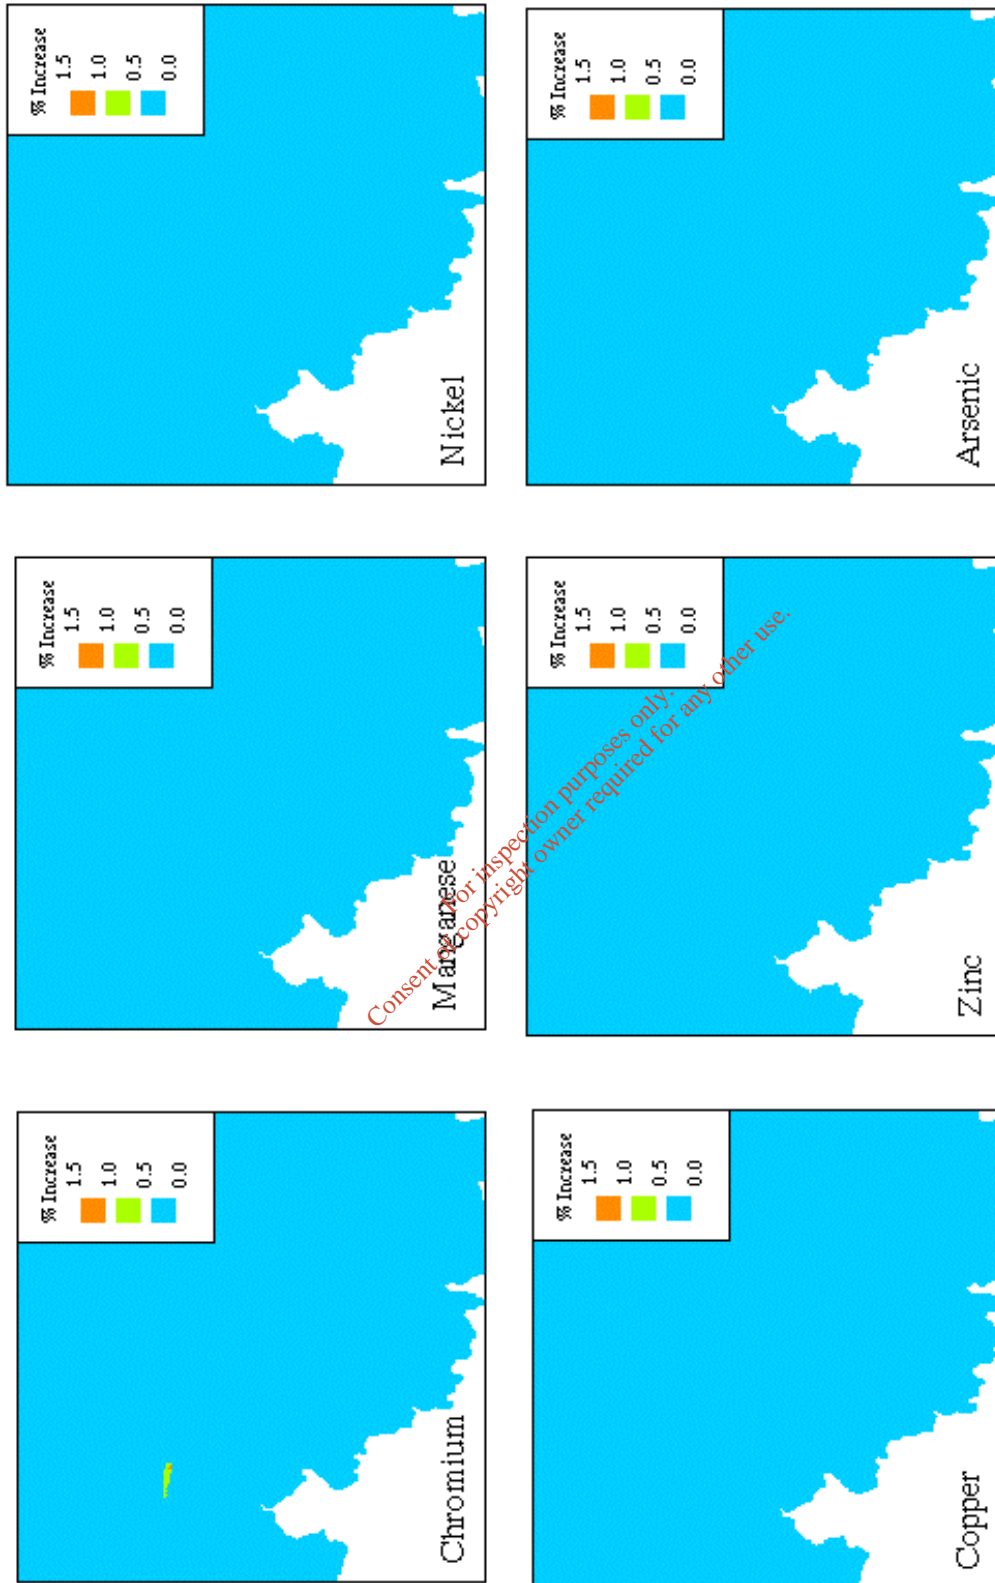 % Increase
1.5
1.0
0.5
0.0
Chromium
% Increase
1.5
1.0
0.5
0.0
Manganese
% Increase
1.5
1.0
0.5
0.0
Nickel
% Increase
1.5
1.0
0.5
0.0
Copper
% Increase
1.5
1.0
0.5
0.0
Zinc
% Increase
1.5
1.0
0.5
0.0
Arsenic
For inspection purposes only.
Consent of copyright owner required for any other use.